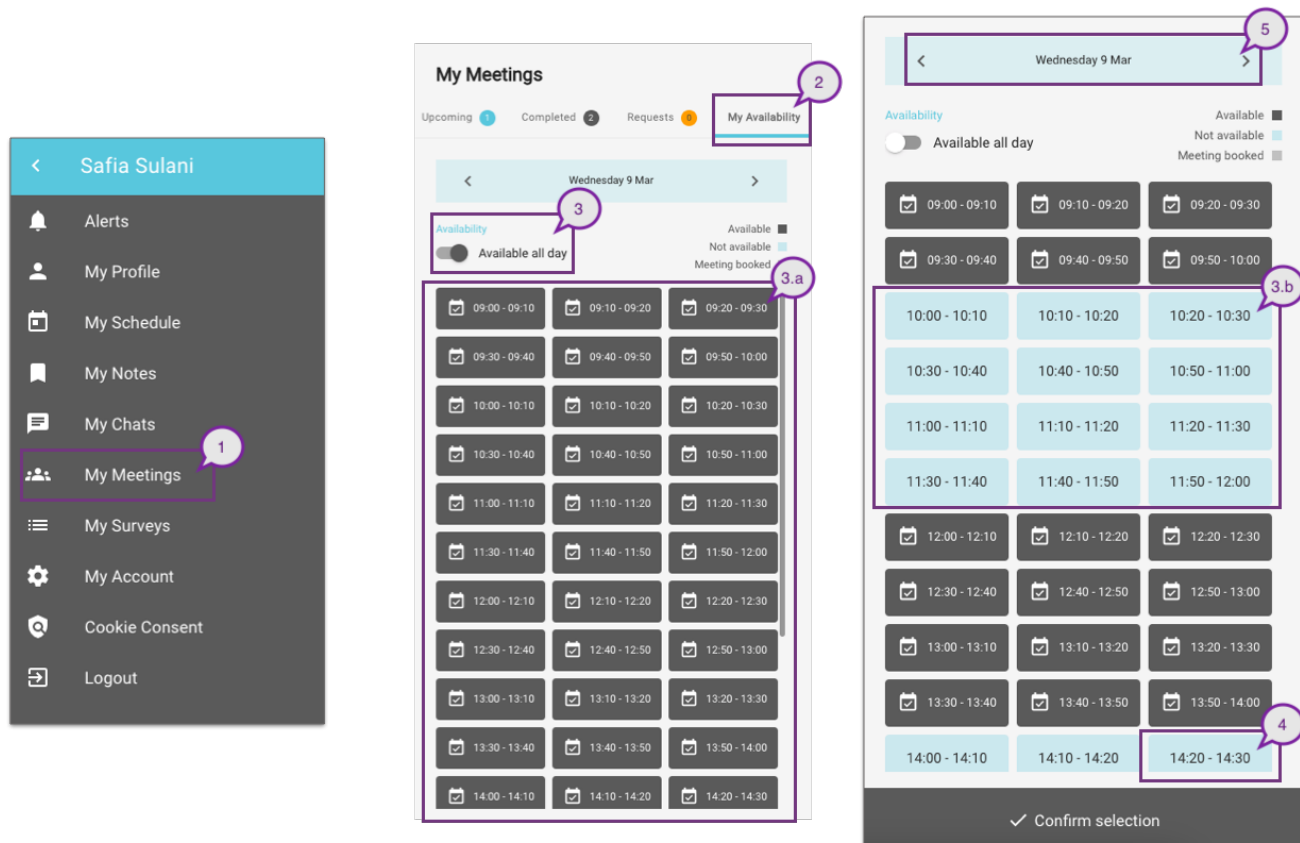 Safia Sulani
Alerts
My Profile
My Schedule
My Notes
My Chats
1
My Meetings
My Surveys
My Account
Cookie Consent
Logout
My Meetings
2
Upcoming 1 Completed 2 Requests 0 My Availability
Wednesday 9 Mar
3
Availability
Available all day
Available
Not available
Meeting booked
3.a
09:00 - 09:10 09:10 - 09:20 09:20 - 09:30
09:30 - 09:40 09:40 - 09:50 09:50 - 10:00
10:00 - 10:10 10:10 - 10:20 10:20 - 10:30
10:30 - 10:40 10:40 - 10:50 10:50 - 11:00
11:00 - 11:10 11:10 - 11:20 11:20 - 11:30
11:30 - 11:40 11:40 - 11:50 11:50 - 12:00
12:00 - 12:10 12:10 - 12:20 12:20 - 12:30
12:30 - 12:40 12:40 - 12:50 12:50 - 13:00
13:00 - 13:10 13:10 - 13:20 13:20 - 13:30
13:30 - 13:40 13:40 - 13:50 13:50 - 14:00
14:00 - 14:10 14:10 - 14:20 14:20 - 14:30
5
Wednesday 9 Mar
Availability
Available all day
Available
Not available
Meeting booked
09:00 - 09:10 09:10 - 09:20 09:20 - 09:30
09:30 - 09:40 09:40 - 09:50 09:50 - 10:00
3.b
10:00 - 10:10 10:10 - 10:20 10:20 - 10:30
10:30 - 10:40 10:40 - 10:50 10:50 - 11:00
11:00 - 11:10 11:10 - 11:20 11:20 - 11:30
11:30 - 11:40 11:40 - 11:50 11:50 - 12:00
12:00 - 12:10 12:10 - 12:20 12:20 - 12:30
12:30 - 12:40 12:40 - 12:50 12:50 - 13:00
13:00 - 13:10 13:10 - 13:20 13:20 - 13:30
13:30 - 13:40 13:40 - 13:50 13:50 - 14:00
4
14:00 - 14:10 14:10 - 14:20 14:20 - 14:30
Confirm selection